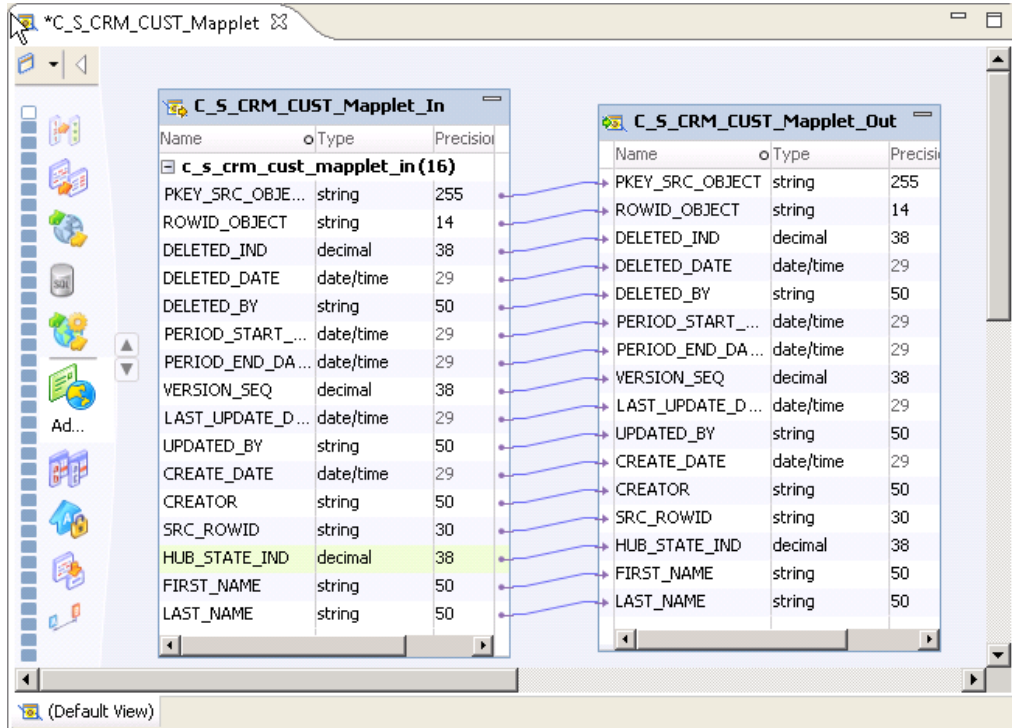 *C_S_CRM_CUST_Mapplet
C_S_CRM_CUST_Mapplet_In
Name Type Precision
c_s_crm_cust_mapplet_in (16)
PKEY_SRC_OBJE... string 255
ROWID_OBJECT string 14
DELETED_IND decimal 38
DELETED_DATE date/time 29
DELETED_BY string 50
PERIOD_START_... date/time 29
PERIOD_END_DA... date/time 29
VERSION_SEQ decimal 38
LAST_UPDATE_D... date/time 29
UPDATED_BY string 50
CREATE_DATE date/time 29
CREATOR string 50
SRC_ROWID string 30
HUB_STATE_IND decimal 38
FIRST_NAME string 50
LAST_NAME string 50
C_S_CRM_CUST_Mapplet_Out
Name Type Precisi
PKEY_SRC_OBJECT string 255
ROWID_OBJECT string 14
DELETED_IND decimal 38
DELETED_DATE date/time 29
DELETED_BY string 50
PERIOD_START_... date/time 29
PERIOD_END_DA... date/time 29
VERSION_SEQ decimal 38
LAST_UPDATE_D... date/time 29
UPDATED_BY string 50
CREATE_DATE date/time 29
CREATOR string 50
SRC_ROWID string 30
HUB_STATE_IND decimal 38
FIRST_NAME string 50
LAST_NAME string 50
SQL
Ad...
(Default View)